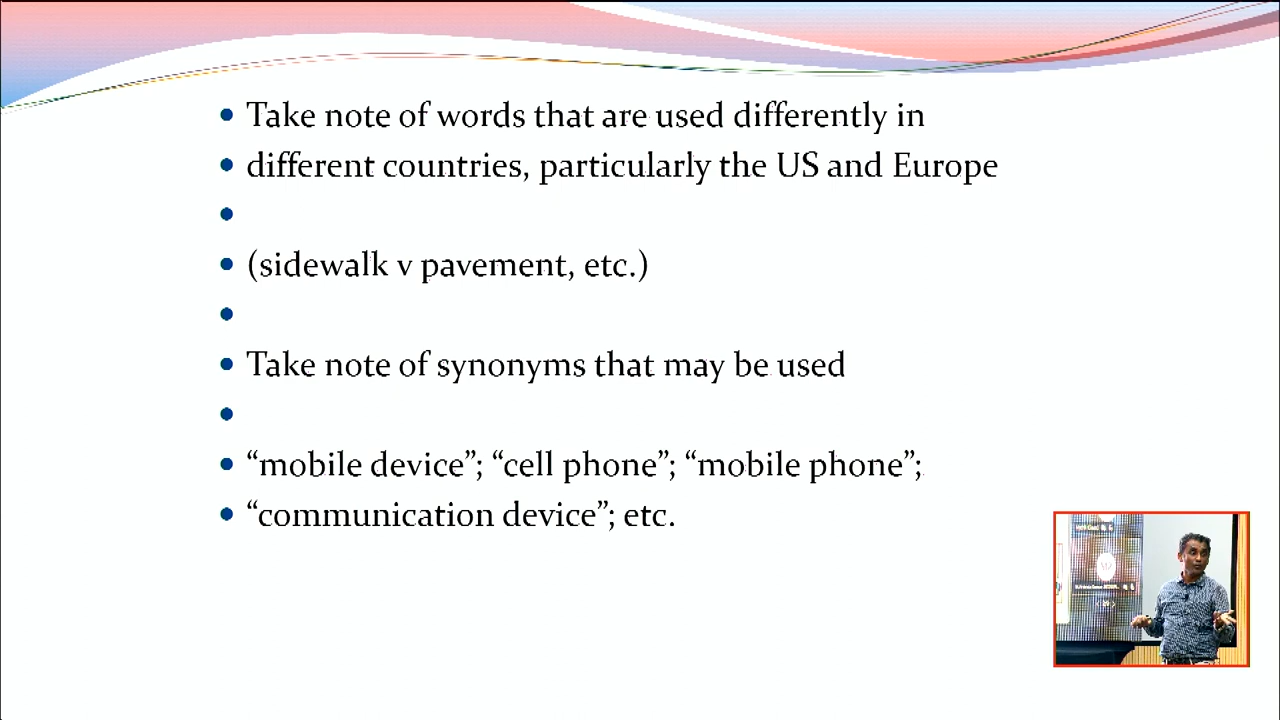 Take note of words that are used differently in
different countries, particularly the US and Europe
(sidewalk v pavement, etc.)
Take note of synonyms that may be used
“mobile device”; “cell phone”; “mobile phone”;
“communication device”; etc.